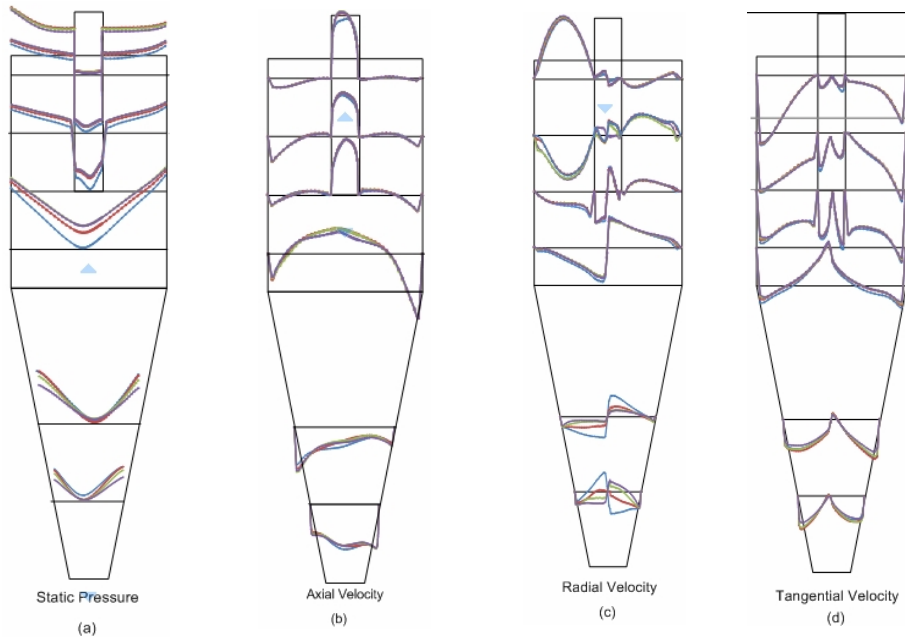 Static Pressure
Axial Velocity
Radial Velocity
Tangential Velocity
(a)
(b)
(c)
(d)